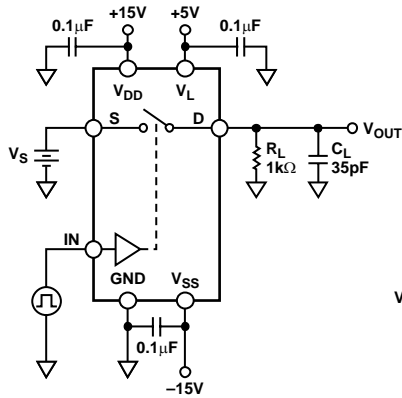 +15V
+5V
0.1µF
0.1µF
VDD
VL
S
D
VOUT
VS
RL
1kΩ
CL
35pF
IN
GND
VSS
0.1µF
–15V
V